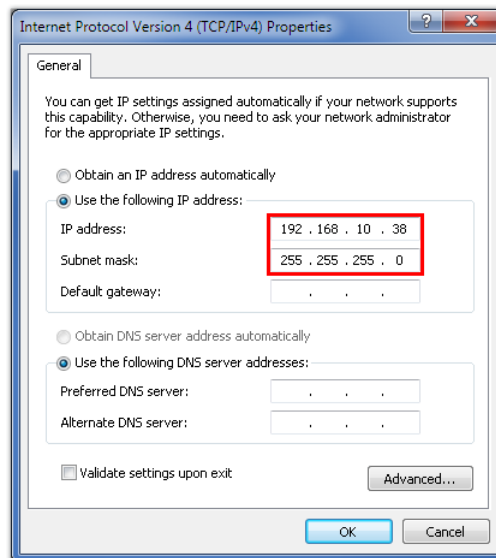 Internet Protocol Version 4 (TCP/IPv4) Properties
General
You can get IP settings assigned automatically if your network supports
this capability. Otherwise, you need to ask your network administrator
for the appropriate IP settings.
Obtain an IP address automatically
Use the following IP address:
IP address: 192 . 168 . 10 . 38
Subnet mask: 255 . 255 . 255 . 0
Default gateway: . . .
Obtain DNS server address automatically
Use the following DNS server addresses:
Preferred DNS server: . . .
Alternate DNS server: . . .
Validate settings upon exit
Advanced...
OK Cancel